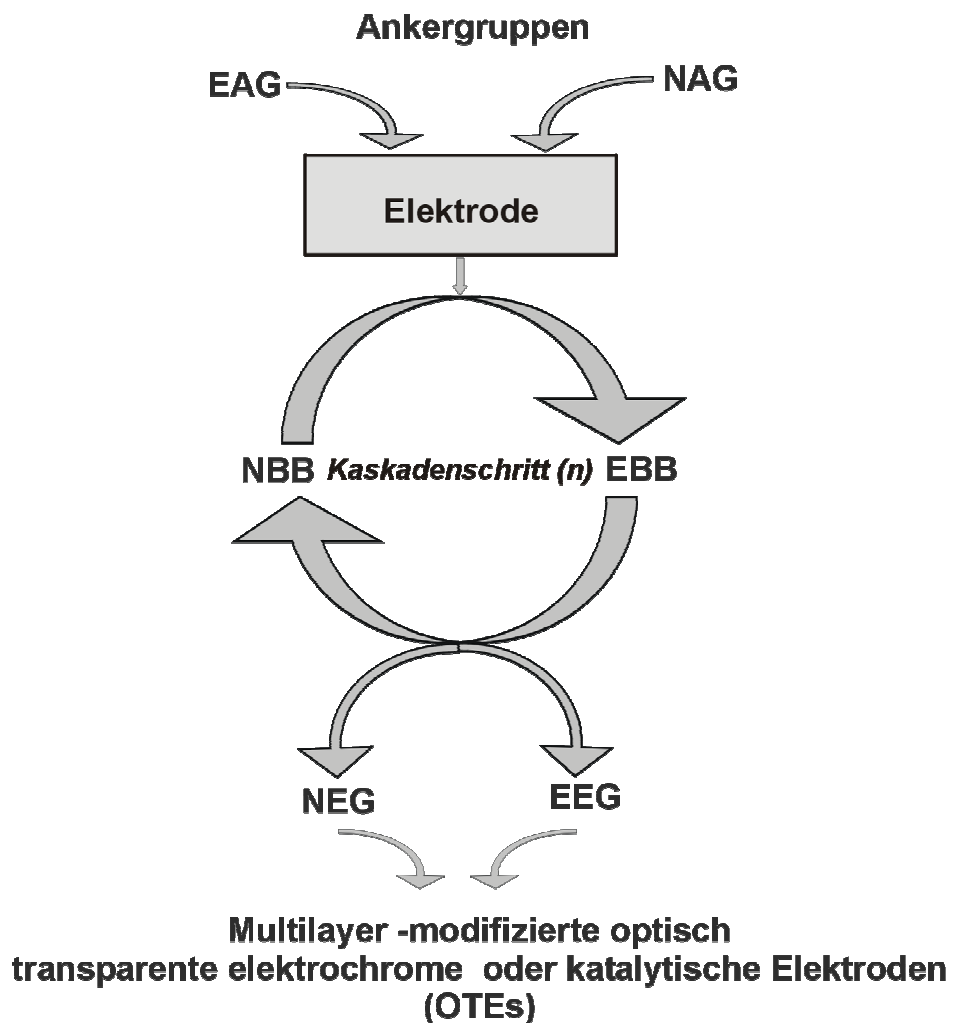 Ankergruppen
EAG NAG
Elektrode
NBB Kaskadenschritt (n) EBB
NEG EEG
Multilayer -modifizierte optisch
transparente elektrochrome oder katalytische Elektroden
(OTEs)